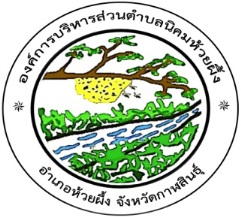 องค์การบริหารส่วนตำบลนิคมห้วยผึ้ง
อำเภอห้วยผึ้ง จังหวัดกาฬสินธุ์